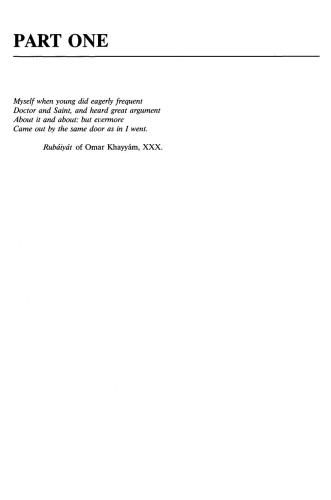 PART ONE
Myself when young did eagerly frequent
Doctor and Saint, and heard great argument
About it and about: but evermore
Came out by the same door as in I went.
Rubáiyát of Omar Khayyám, XXX.